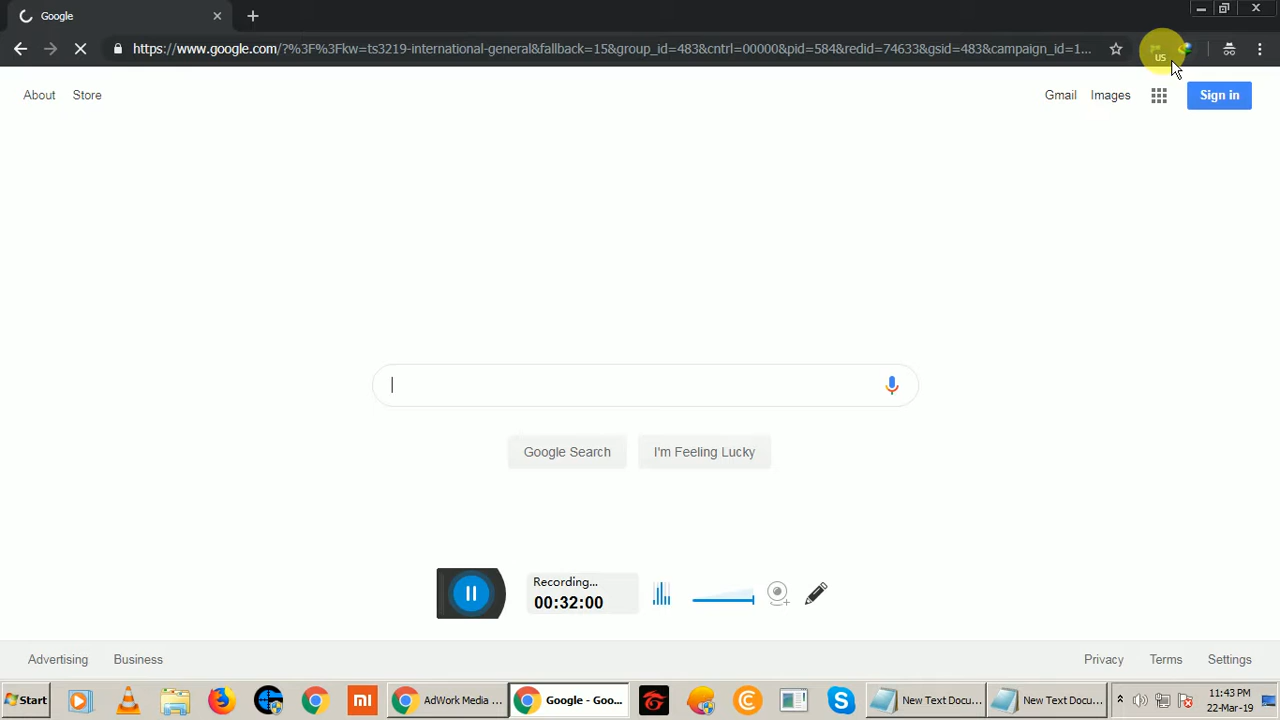 Google
https://www.google.com/?%3F%3Fkw=ts3219-international-general&fallback=15&group_id=483&cntrl=00000&pid=584&redid=74633&gsid=483&campaign_id=1...
US
About Store
Gmail Images Sign in
Google Search I'm Feeling Lucky
Recording...
00:32:00
Advertising Business
Privacy Terms Settings
Start
mi
AdWork Media ...
Google - Goo...
New Text Docu...
New Text Docu...
11:43 PM
22-Mar-19